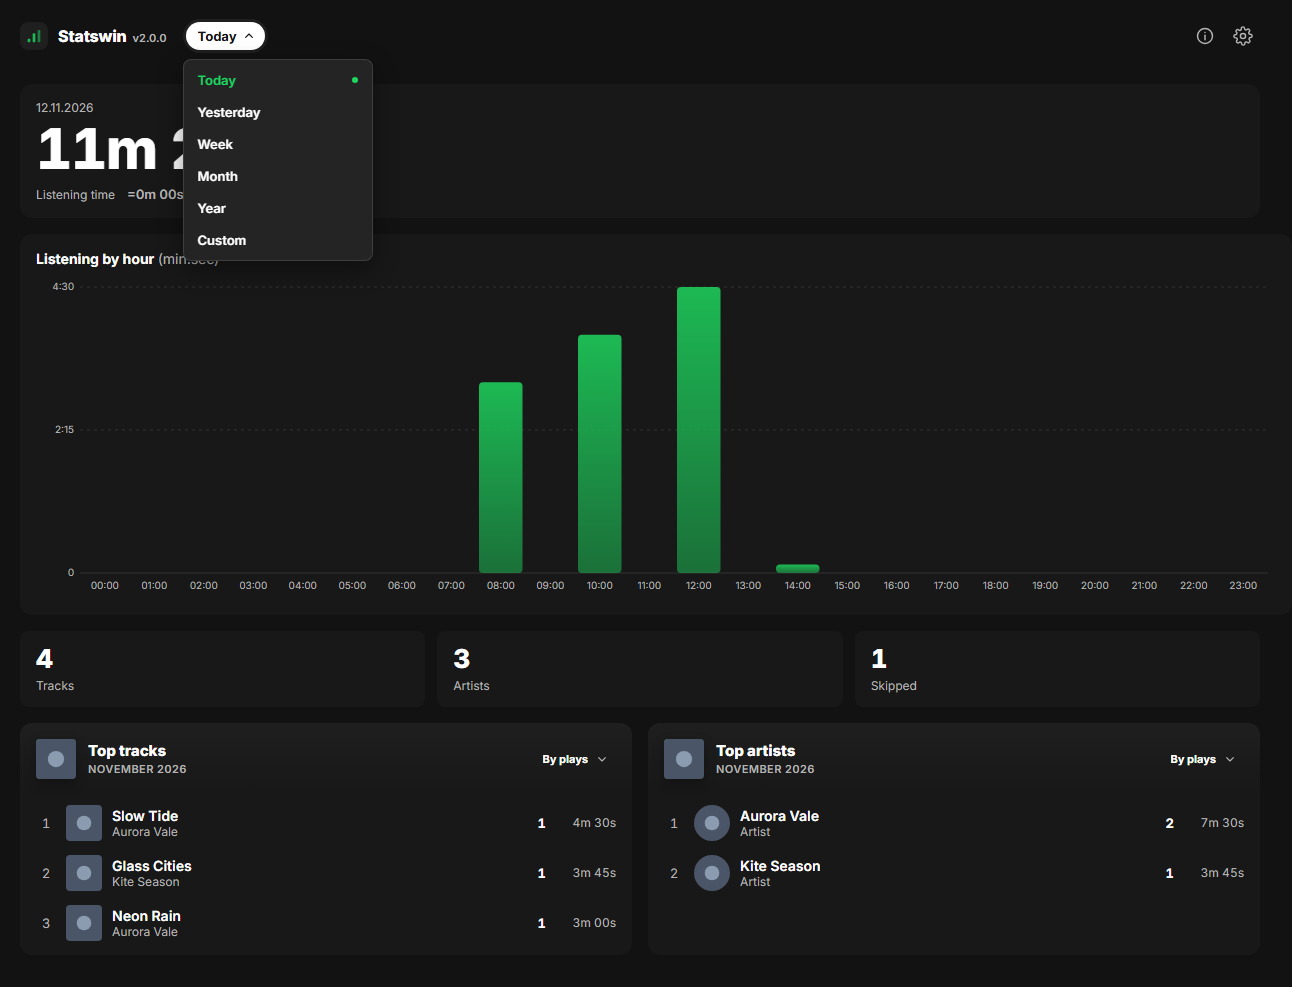 Statswin v2.0.0
Today
Today
Yesterday
Week
Month
Year
Custom
12.11.2026
11m
Listening time =0m 00s
Listening by hour (min:sec)
4:30
2:15
0
00:00 01:00 02:00 03:00 04:00 05:00 06:00 07:00 08:00 09:00 10:00 11:00 12:00 13:00 14:00 15:00 16:00 17:00 18:00 19:00 20:00 21:00 22:00 23:00
4
Tracks
3
Artists
1
Skipped
Top tracks
NOVEMBER 2026
By plays
1 Slow Tide 1 4m 30s
Aurora Vale
2 Glass Cities 1 3m 45s
Kite Season
3 Neon Rain 1 3m 00s
Aurora Vale
Top artists
NOVEMBER 2026
By plays
1 Aurora Vale 2 7m 30s
Artist
2 Kite Season 1 3m 45s
Artist